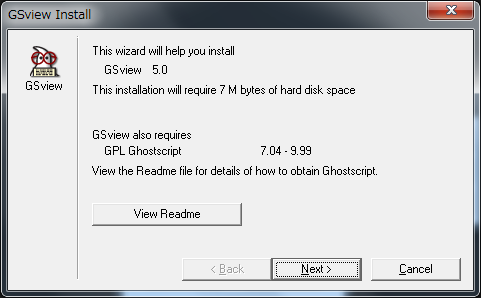 GSview Install
GSview
This wizard will help you install
GSview 5.0
This installation will require 7 M bytes of hard disk space
GSview also requires
GPL Ghostscript 7.04 - 9.99
View the Readme file for details of how to obtain Ghostscript.
View Readme
< Back
Next >
Cancel